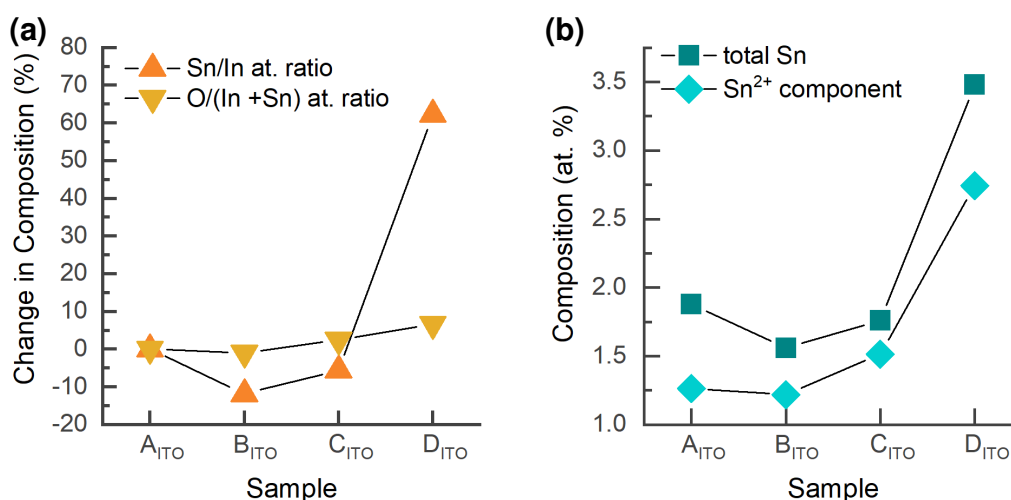 (a)
Change in Composition (%)
80
70
60
50
40
30
20
10
0
-10
-20
Sn/In at. ratio
O/(In +Sn) at. ratio
A_ITO B_ITO C_ITO D_ITO
Sample
(b)
Composition (at. %)
3.5
3.0
2.5
2.0
1.5
1.0
total Sn
Sn²⁺ component
A_ITO B_ITO C_ITO D_ITO
Sample